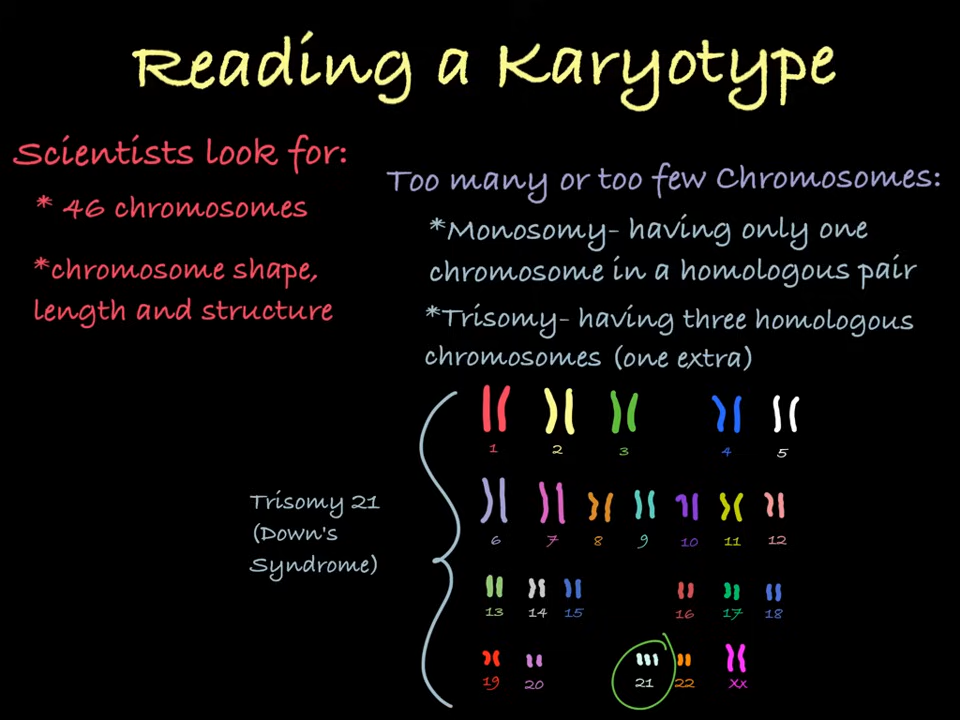 Reading a Karyotype
Scientists look for:
* 46 chromosomes
*chromosome shape,
length and structure
Too many or too few Chromosomes:
*Monosomy- having only one
chromosome in a homologous pair
*Trisomy- having three homologous
chromosomes (one extra)
Trisomy 21
(Down's
Syndrome)
1 2 3 4 5
6 7 8 9 10 11 12
13 14 15 16 17 18
19 20 21 22 Xx